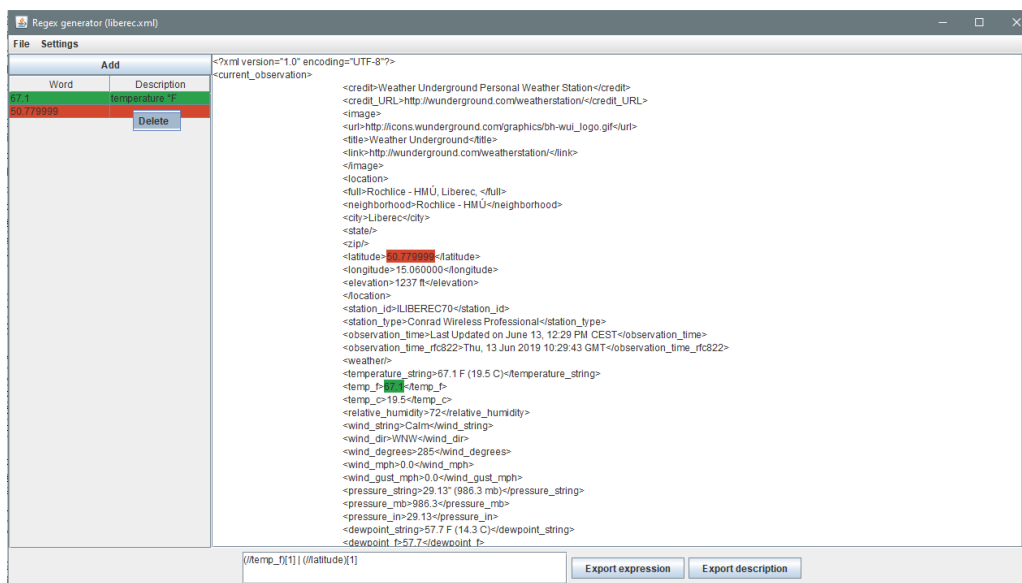 Regex generator (liberec.xml)
File Settings
Add
Word Description
67.1 temperature °F
50.779999
Delete
<?xml version="1.0" encoding="UTF-8"?>
<current_observation>
<credit>Weather Underground Personal Weather Station</credit>
<credit_URL>http://wunderground.com/weatherstation/</credit_URL>
<image>
<url>http://icons.wunderground.com/graphics/bh-wui_logo.gif</url>
<title>Weather Underground</title>
<link>http://wunderground.com/weatherstation/</link>
</image>
<location>
<full>Rochlice - HMÚ, Liberec, </full>
<neighborhood>Rochlice - HMÚ</neighborhood>
<city>Liberec</city>
<state/>
<zip/>
<latitude>50.779999</latitude>
<longitude>15.060000</longitude>
<elevation>1237 ft</elevation>
</location>
<station_id>ILIBEREC70</station_id>
<station_type>Conrad Wireless Professional</station_type>
<observation_time>Last Updated on June 13, 12:29 PM CEST</observation_time>
<observation_time_rfc822>Thu, 13 Jun 2019 10:29:43 GMT</observation_time_rfc822>
<weather/>
<temperature_string>67.1 F (19.5 C)</temperature_string>
<temp_f>67.1</temp_f>
<temp_c>19.5</temp_c>
<relative_humidity>72</relative_humidity>
<wind_string>Calm</wind_string>
<wind_dir>WNW</wind_dir>
<wind_degrees>285</wind_degrees>
<wind_mph>0.0</wind_mph>
<wind_gust_mph>0.0</wind_gust_mph>
<pressure_string>29.13" (986.3 mb)</pressure_string>
<pressure_mb>986.3</pressure_mb>
<pressure_in>29.13</pressure_in>
<dewpoint_string>57.7 F (14.3 C)</dewpoint_string>
<dewpoint_f>57.7</dewpoint_f>
(//temp_f)[1] | (//latitude)[1]
Export expression Export description